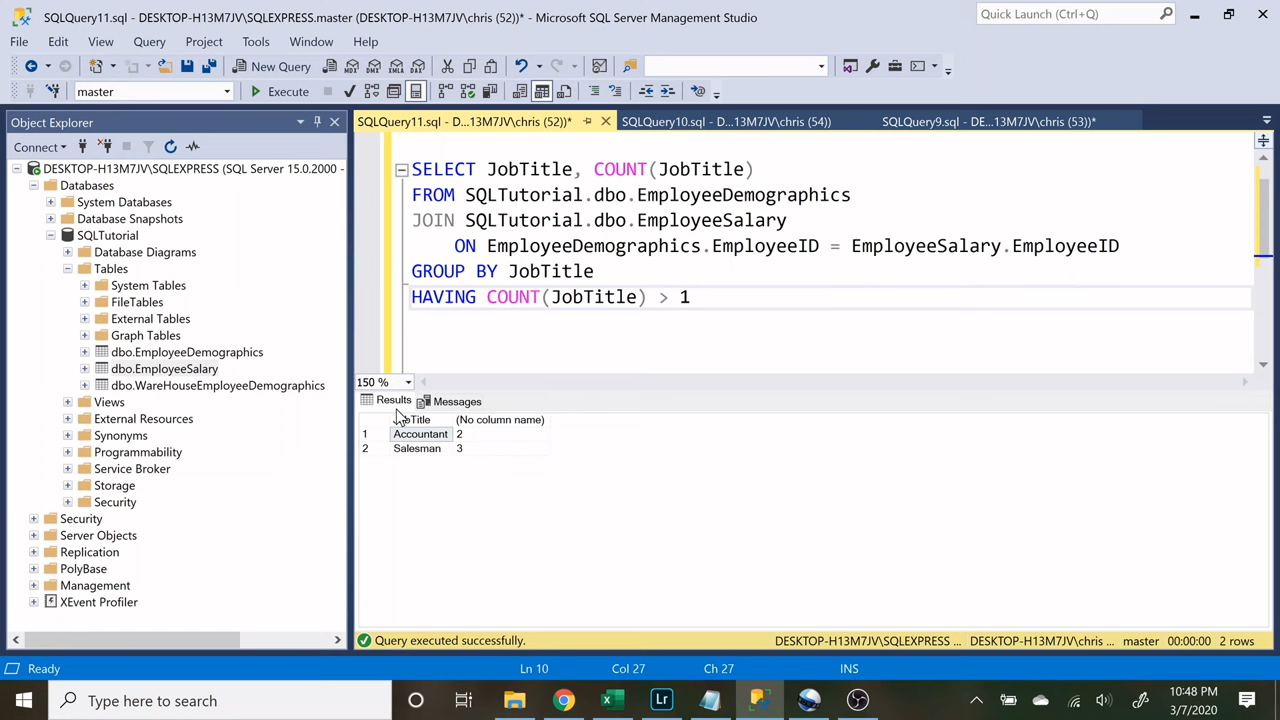 SQLQuery11.sql - DESKTOP-H13M7JV\SQLEXPRESS.master (DESKTOP-H13M7JV\chris (52))* - Microsoft SQL Server Management Studio
Quick Launch (Ctrl+Q)
File Edit View Query Project Tools Window Help
New Query
master
Execute
Object Explorer
SQLQuery11.sql - D...13M7JV\chris (52))*
SQLQuery10.sql - D...13M7JV\chris (54))
SQLQuery9.sql - DE...13M7JV\chris (53))*
Connect
DESKTOP-H13M7JV\SQLEXPRESS (SQL Server 15.0.2000 -
Databases
System Databases
Database Snapshots
SQLTutorial
Database Diagrams
Tables
System Tables
FileTables
External Tables
Graph Tables
dbo.EmployeeDemographics
dbo.EmployeeSalary
dbo.WareHouseEmployeeDemographics
Views
External Resources
Synonyms
Programmability
Service Broker
Storage
Security
Security
Server Objects
Replication
PolyBase
Management
XEvent Profiler
SELECT JobTitle, COUNT(JobTitle)
FROM SQLTutorial.dbo.EmployeeDemographics
JOIN SQLTutorial.dbo.EmployeeSalary
ON EmployeeDemographics.EmployeeID = EmployeeSalary.EmployeeID
GROUP BY JobTitle
HAVING COUNT(JobTitle) > 1
150 %
Results Messages
(No column name)
1 Accountant 2
2 Salesman 3
Query executed successfully.
DESKTOP-H13M7JV\SQLEXPRESS ... DESKTOP-H13M7JV\chris ... master 00:00:00 2 rows
Ready Ln 10 Col 27 Ch 27 INS
Type here to search
Lr
10:48 PM
3/7/2020